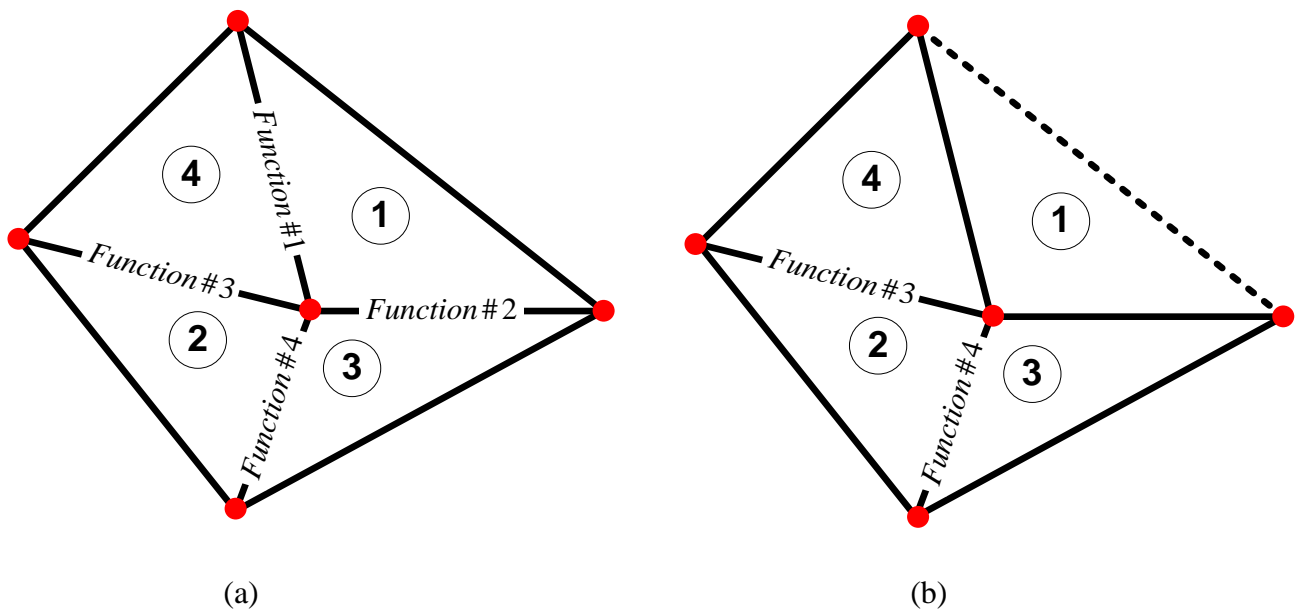 4
Function #1
1
Function #3
Function #2
2
Function #4
3
(a)
4
1
Function #3
2
Function #4
3
(b)